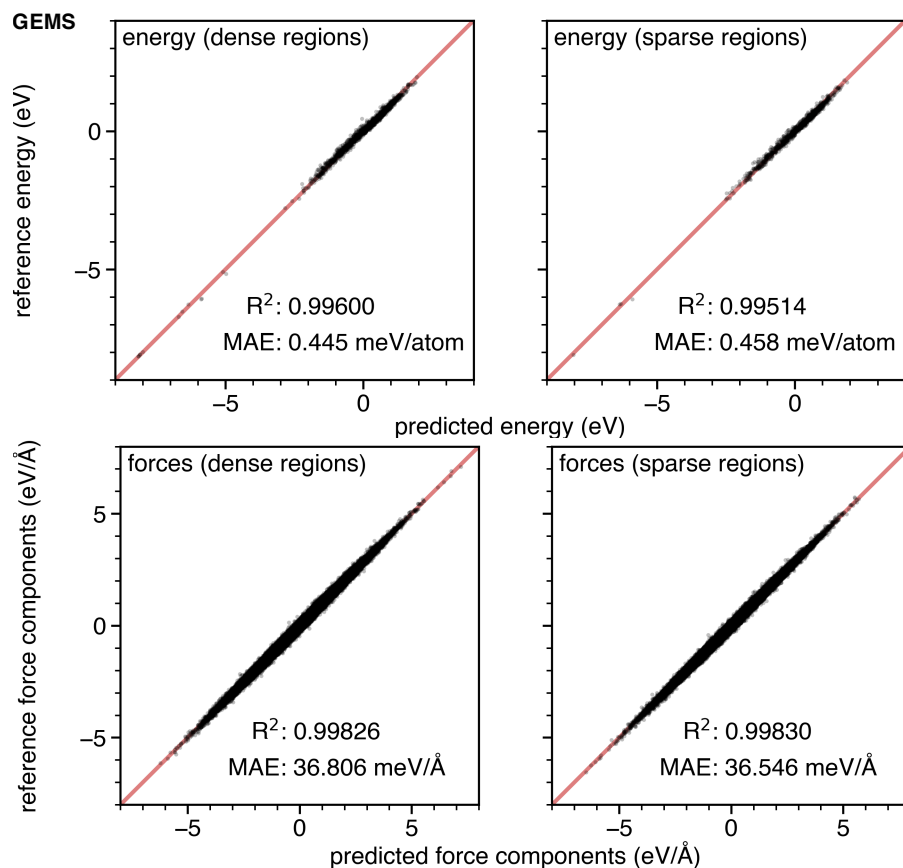 GEMS
energy (dense regions)
energy (sparse regions)
reference energy (eV)
0
−5
R²: 0.99600
MAE: 0.445 meV/atom
R²: 0.99514
MAE: 0.458 meV/atom
−5
0
−5
0
predicted energy (eV)
forces (dense regions)
forces (sparse regions)
reference force components (eV/Å)
5
0
−5
R²: 0.99826
MAE: 36.806 meV/Å
R²: 0.99830
MAE: 36.546 meV/Å
−5
0
5
−5
0
5
predicted force components (eV/Å)